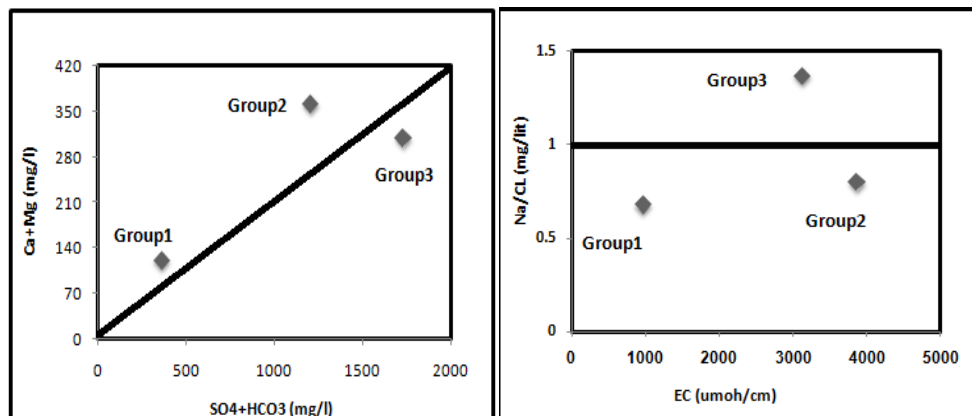 Ca+Mg (mg/l)
420
350
280
210
140
70
0
Group2
Group3
Group1
0 500 1000 1500 2000
SO4+HCO3 (mg/l)
Na/CL (mg/lit)
1.5
1
0.5
0
Group3
Group1
Group2
0 1000 2000 3000 4000 5000
EC (umoh/cm)